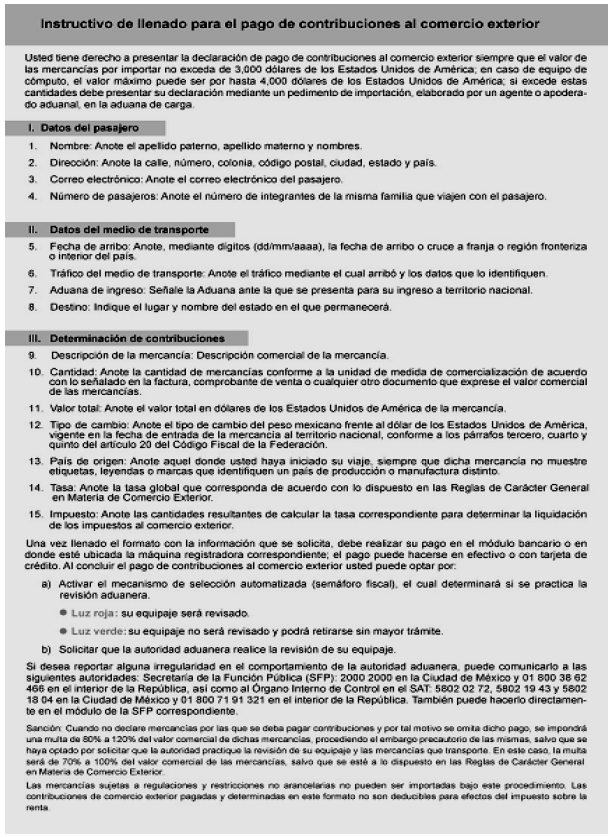 Instructivo de llenado para el pago de contribuciones al comercio exterior
Usted tiene derecho a presentar la declaración de pago de contribuciones al comercio exterior siempre que el valor de
las mercancías por importar no exceda de 3,000 dólares de los Estados Unidos de América; en caso de equipo de
cómputo, el valor máximo puede ser por hasta 4,000 dólares de los Estados Unidos de América; si excede estas
cantidades debe presentar su declaración mediante un pedimento de importación, elaborado por un agente o apodera-
do aduanal, en la aduana de carga.
I. Datos del pasajero
1. Nombre: Anote el apellido paterno, apellido materno y nombres.
2. Dirección: Anote la calle, número, colonia, código postal, ciudad, estado y país.
3. Correo electrónico: Anote el correo electrónico del pasajero.
4. Número de pasajeros: Anote el número de integrantes de la misma familia que viajen con el pasajero.
II. Datos del medio de transporte
5. Fecha de arribo: Anote, mediante dígitos (dd/mm/aaaa), la fecha de arribo o cruce a franja o región fronteriza
o interior del país.
6. Tráfico del medio de transporte: Anote el tráfico mediante el cual arribó y los datos que lo identifiquen.
7. Aduana de ingreso: Señale la Aduana ante la que se presenta para su ingreso a territorio nacional.
8. Destino: Indique el lugar y nombre del estado en el que permanecerá.
III. Determinación de contribuciones
9. Descripción de la mercancía: Descripción comercial de la mercancía.
10. Cantidad: Anote la cantidad de mercancías conforme a la unidad de medida de comercialización de acuerdo
con lo señalado en la factura, comprobante de venta o cualquier otro documento que exprese el valor comercial
de las mercancías.
11. Valor total: Anote el valor total en dólares de los Estados Unidos de América de la mercancía.
12. Tipo de cambio: Anote el tipo de cambio del peso mexicano frente al dólar de los Estados Unidos de América,
vigente en la fecha de entrada de la mercancía al territorio nacional, conforme a los párrafos tercero, cuarto y
quinto del artículo 20 del Código Fiscal de la Federación.
13. País de origen: Anote aquel donde usted haya iniciado su viaje, siempre que dicha mercancía no muestre
etiquetas, leyendas o marcas que identifiquen un país de producción o manufactura distinto.
14. Tasa: Anote la tasa global que corresponda de acuerdo con lo dispuesto en las Reglas de Carácter General
en Materia de Comercio Exterior.
15. Impuesto: Anote las cantidades resultantes de calcular la tasa correspondiente para determinar la liquidación
de los impuestos al comercio exterior.
Una vez llenado el formato con la información que se solicita, debe realizar su pago en el módulo bancario o en
donde esté ubicada la máquina registradora correspondiente; el pago puede hacerse en efectivo o con tarjeta de
crédito. Al concluir el pago de contribuciones al comercio exterior usted puede optar por:
a) Activar el mecanismo de selección automatizada (semáforo fiscal), el cual determinará si se practica la
revisión aduanera.
● Luz roja: su equipaje será revisado.
● Luz verde: su equipaje no será revisado y podrá retirarse sin mayor trámite.
b) Solicitar que la autoridad aduanera realice la revisión de su equipaje.
Si desea reportar alguna irregularidad en el comportamiento de la autoridad aduanera, puede comunicarlo a las
siguientes autoridades: Secretaría de la Función Pública (SFP): 2000 2000 en la Ciudad de México y 01 800 38 62
466 en el interior de la República, así como al Órgano Interno de Control en el SAT: 5802 02 72, 5802 19 43 y 5802
18 04 en la Ciudad de México y 01 800 71 91 321 en el interior de la República. También puede hacerlo directamen-
te en el módulo de la SFP correspondiente.
Sanción: Cuando no declare mercancías por las que se deba pagar contribuciones y por tal motivo se omita dicho pago, se impondrá
una multa de 80% a 120% del valor comercial de dichas mercancías, procediendo el embargo precautorio de las mismas, salvo que se
haya optado por solicitar que la autoridad practique la revisión de su equipaje y las mercancías que transporte. En este caso, la multa
será de 70% a 100% del valor comercial de las mercancías, salvo que se esté a lo dispuesto en las Reglas de Carácter General
en Materia de Comercio Exterior.
Las mercancías sujetas a regulaciones y restricciones no arancelarias no pueden ser importadas bajo este procedimiento. Las
contribuciones de comercio exterior pagadas y determinadas en este formato no son deducibles para efectos del impuesto sobre la
renta.